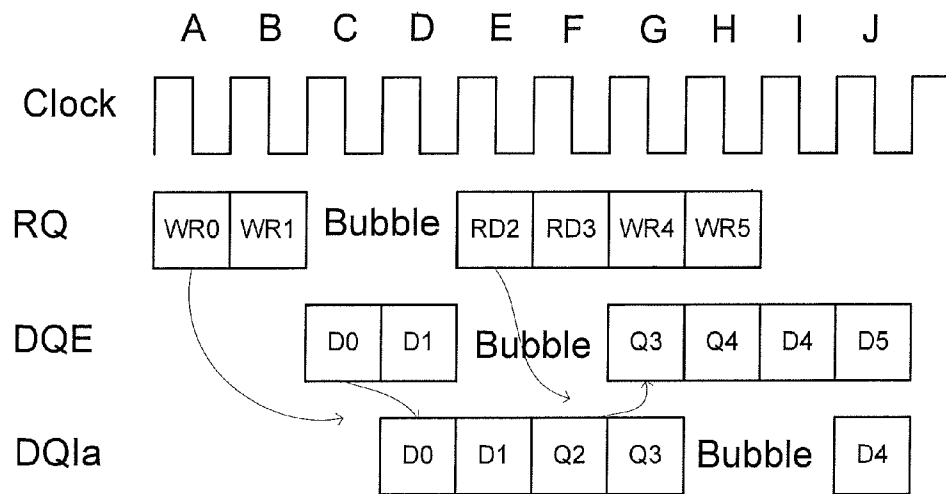 A B C D E F G H I J
Clock
RQ WR0 WR1 Bubble RD2 RD3 WR4 WR5
DQE D0 D1 Bubble Q3 Q4 D4 D5
DQIa D0 D1 Q2 Q3 Bubble D4